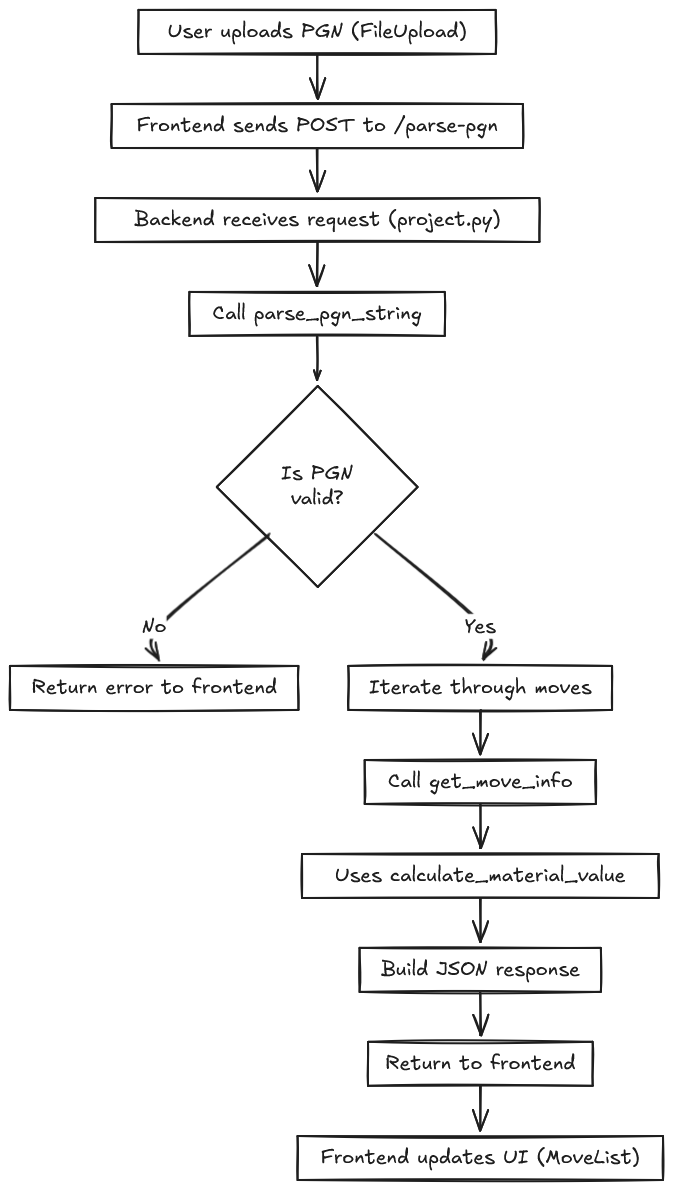 User uploads PGN (FileUpload)
Frontend sends POST to /parse-pgn
Backend receives request (project.py)
Call parse_pgn_string
Is PGN
valid?
No
Yes
Return error to frontend
Iterate through moves
Call get_move_info
Uses calculate_material_value
Build JSON response
Return to frontend
Frontend updates UI (MoveList)